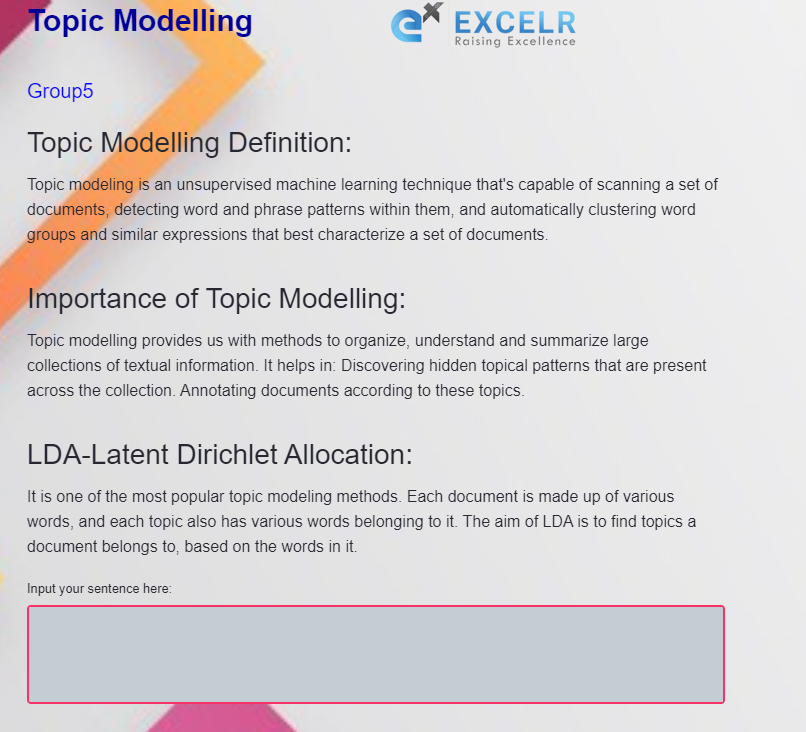 Topic Modelling
eX EXCELR
Raising Excellence
Group5
Topic Modelling Definition:
Topic modeling is an unsupervised machine learning technique that's capable of scanning a set of
documents, detecting word and phrase patterns within them, and automatically clustering word
groups and similar expressions that best characterize a set of documents.
Importance of Topic Modelling:
Topic modelling provides us with methods to organize, understand and summarize large
collections of textual information. It helps in: Discovering hidden topical patterns that are present
across the collection. Annotating documents according to these topics.
LDA-Latent Dirichlet Allocation:
It is one of the most popular topic modeling methods. Each document is made up of various
words, and each topic also has various words belonging to it. The aim of LDA is to find topics a
document belongs to, based on the words in it.
Input your sentence here: